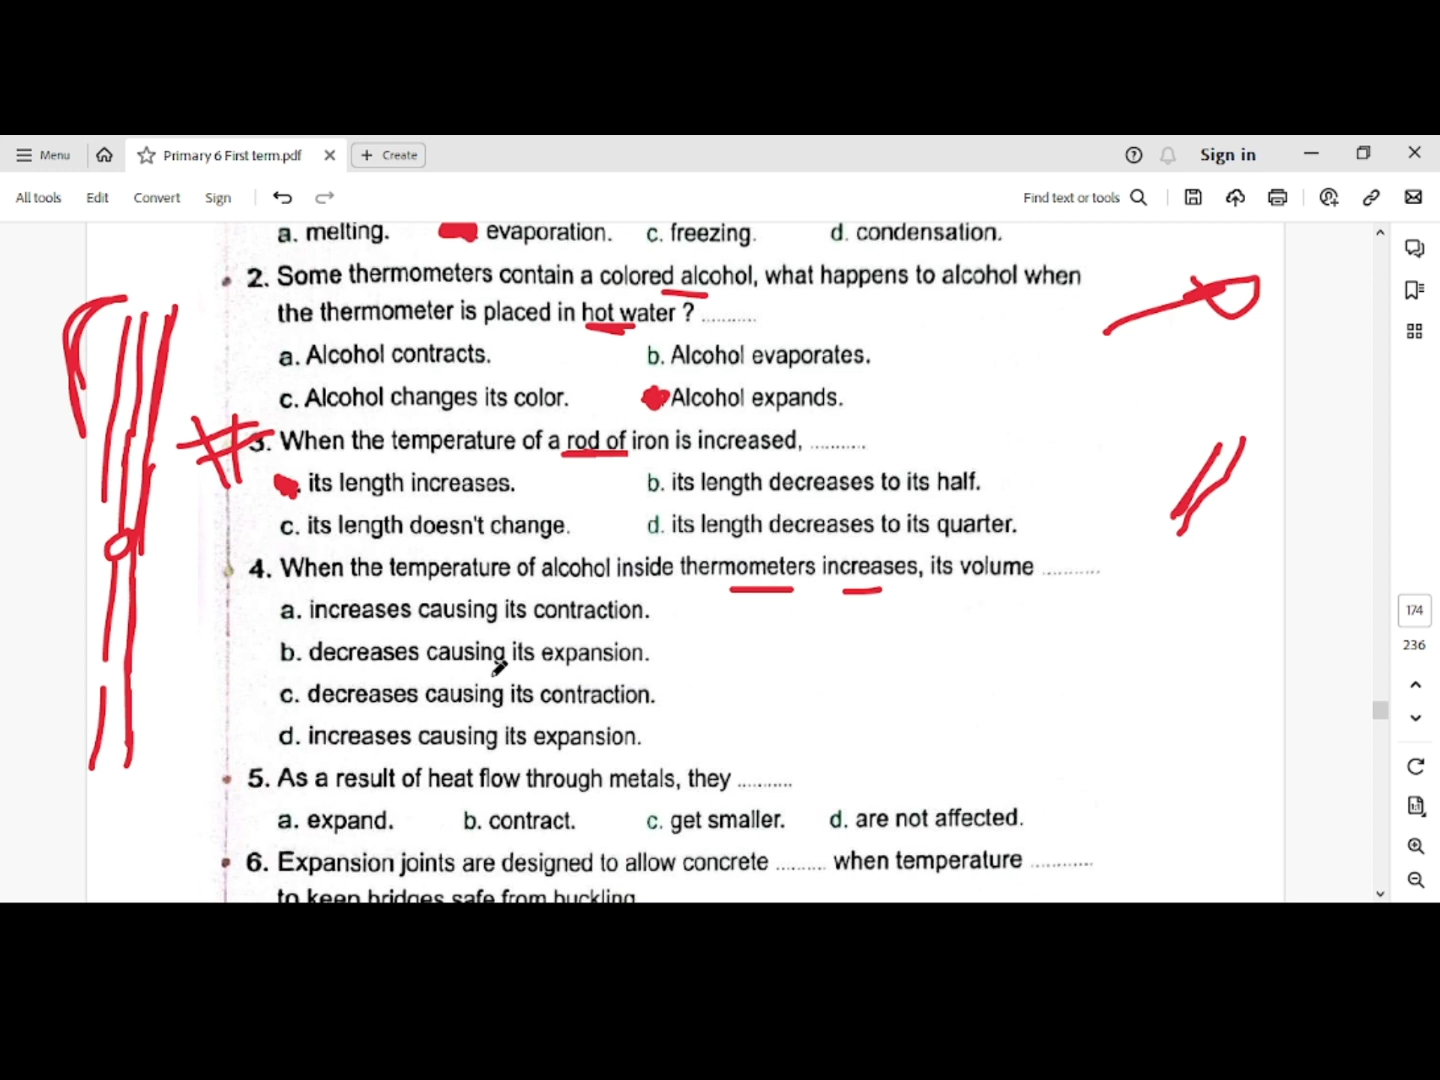 Menu Primary 6 First term.pdf Create Sign in
All tools Edit Convert Sign Find text or tools
a. melting. evaporation. c. freezing. d. condensation.
2. Some thermometers contain a colored alcohol, what happens to alcohol when
the thermometer is placed in hot water ? ...........
a. Alcohol contracts. b. Alcohol evaporates.
c. Alcohol changes its color. Alcohol expands.
3. When the temperature of a rod of iron is increased, ...........
. its length increases. b. its length decreases to its half.
c. its length doesn't change. d. its length decreases to its quarter.
4. When the temperature of alcohol inside thermometers increases, its volume ...........
a. increases causing its contraction.
b. decreases causing its expansion.
c. decreases causing its contraction.
d. increases causing its expansion.
5. As a result of heat flow through metals, they ...........
a. expand. b. contract. c. get smaller. d. are not affected.
6. Expansion joints are designed to allow concrete .......... when temperature ............
to keep bridges safe from buckling.
174
236